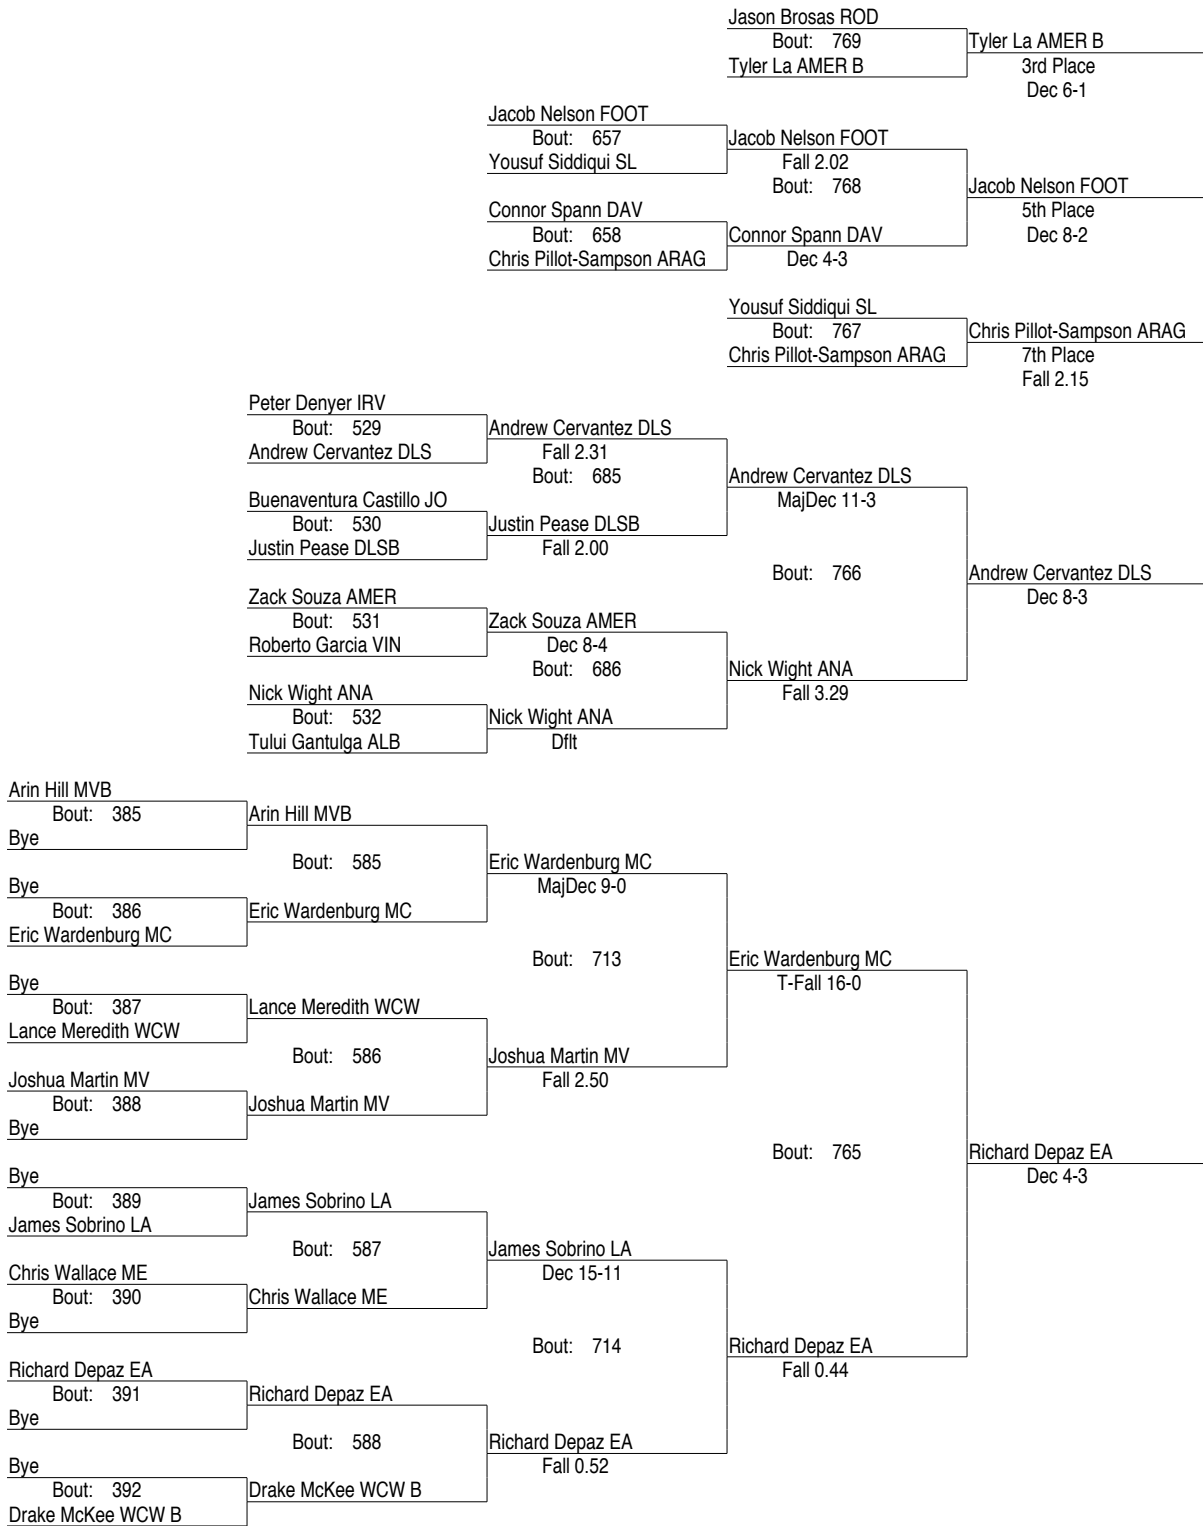 Jason Brosas ROD
Bout: 769
Tyler La AMER B
Tyler La AMER B
3rd Place
Dec 6-1
Jacob Nelson FOOT
Bout: 657
Yousuf Siddiqui SL
Jacob Nelson FOOT
Fall 2.02
Bout: 768
Jacob Nelson FOOT
5th Place
Dec 8-2
Connor Spann DAV
Bout: 658
Chris Pillot-Sampson ARAG
Connor Spann DAV
Dec 4-3
Yousuf Siddiqui SL
Bout: 767
Chris Pillot-Sampson ARAG
Chris Pillot-Sampson ARAG
7th Place
Fall 2.15
Peter Denyer IRV
Bout: 529
Andrew Cervantez DLS
Andrew Cervantez DLS
Fall 2.31
Bout: 685
Andrew Cervantez DLS
MajDec 11-3
Buenaventura Castillo JO
Bout: 530
Justin Pease DLSB
Justin Pease DLSB
Fall 2.00
Bout: 766
Andrew Cervantez DLS
Dec 8-3
Zack Souza AMER
Bout: 531
Roberto Garcia VIN
Zack Souza AMER
Dec 8-4
Bout: 686
Nick Wight ANA
Fall 3.29
Nick Wight ANA
Bout: 532
Tului Gantulga ALB
Nick Wight ANA
Dflt
Arin Hill MVB
Bout: 385
Bye
Arin Hill MVB
Bout: 585
Eric Wardenburg MC
MajDec 9-0
Bye
Bout: 386
Eric Wardenburg MC
Eric Wardenburg MC
Bout: 713
Eric Wardenburg MC
T-Fall 16-0
Bye
Bout: 387
Lance Meredith WCW
Lance Meredith WCW
Bout: 586
Joshua Martin MV
Fall 2.50
Joshua Martin MV
Bout: 388
Bye
Joshua Martin MV
Bout: 765
Richard Depaz EA
Dec 4-3
Bye
Bout: 389
James Sobrino LA
James Sobrino LA
Bout: 587
James Sobrino LA
Dec 15-11
Chris Wallace ME
Bout: 390
Bye
Chris Wallace ME
Bout: 714
Richard Depaz EA
Fall 0.44
Richard Depaz EA
Bout: 391
Bye
Richard Depaz EA
Bout: 588
Richard Depaz EA
Fall 0.52
Bye
Bout: 392
Drake McKee WCW B
Drake McKee WCW B